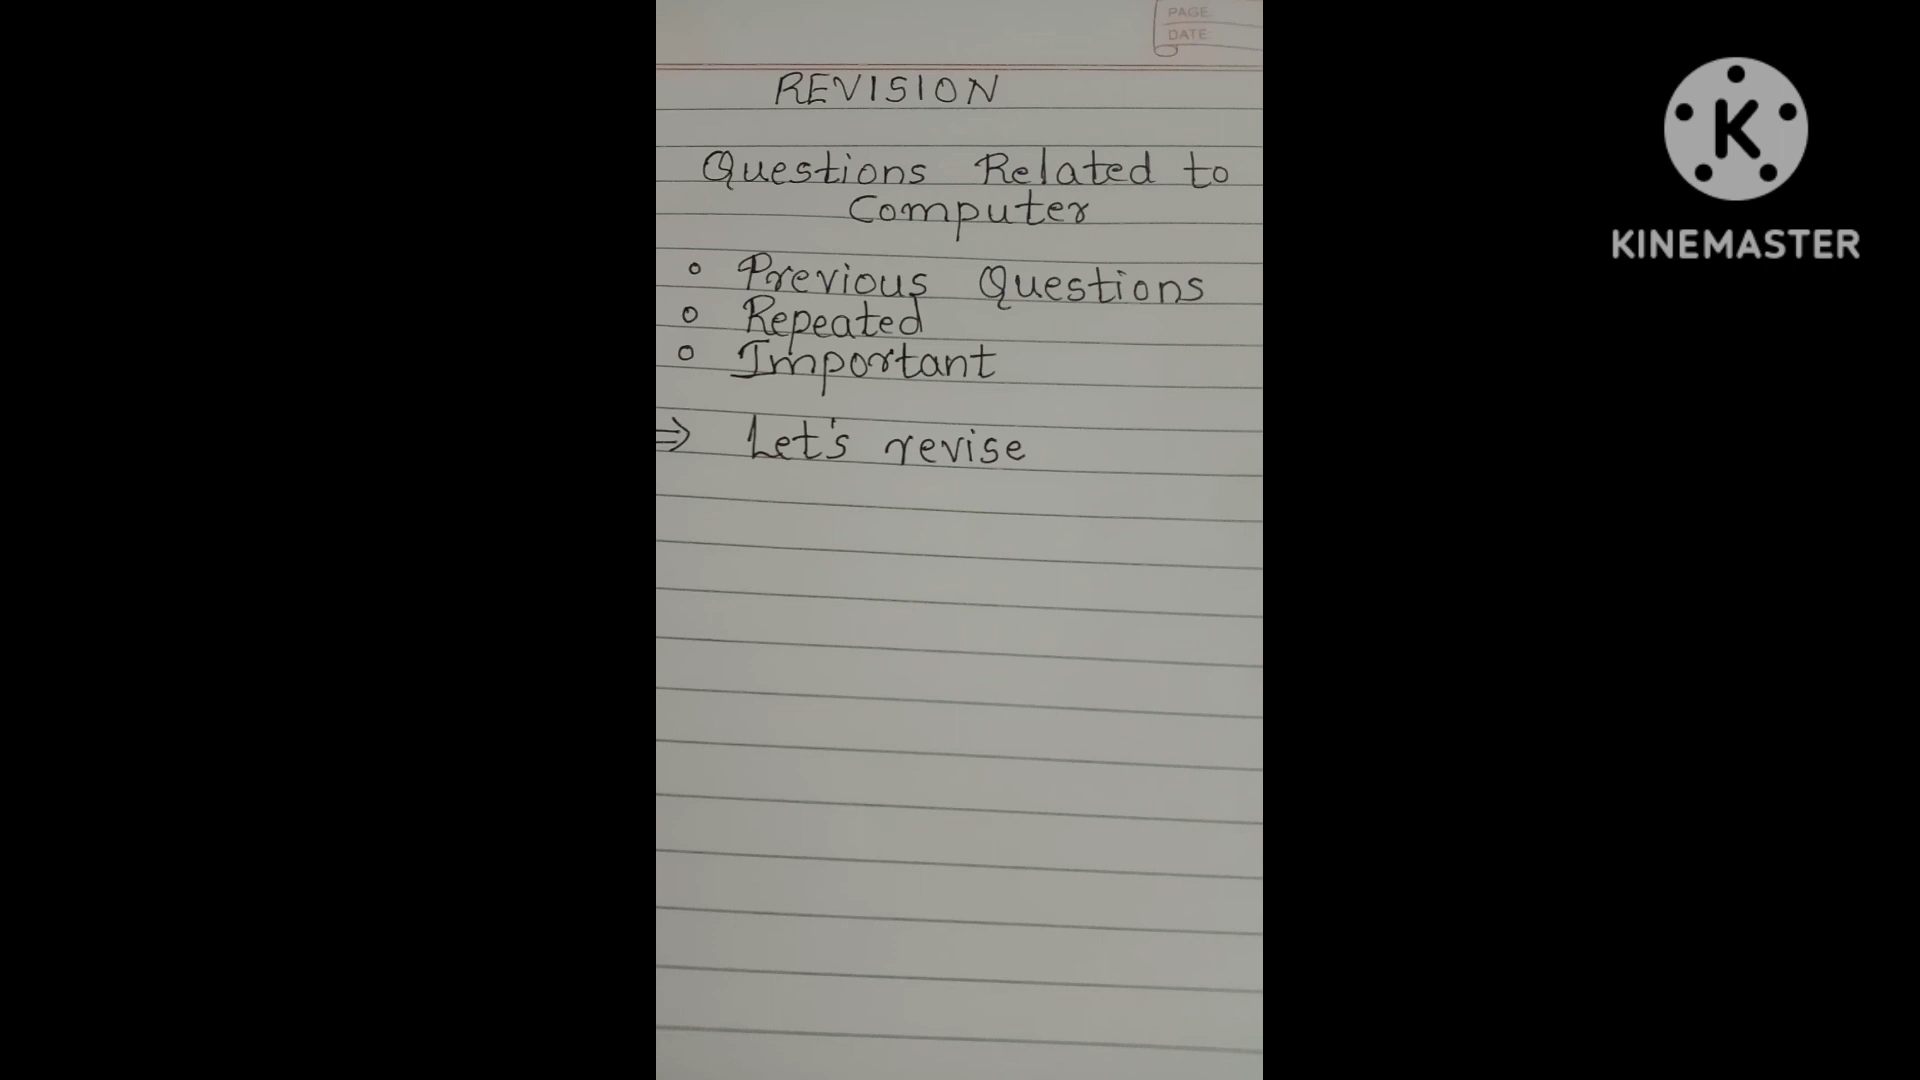 PAGE:
DATE:
REVISION
Questions Related to
Computer
Previous Questions
Repeated
Important
⇒ Let's revise
K
KINEMASTER